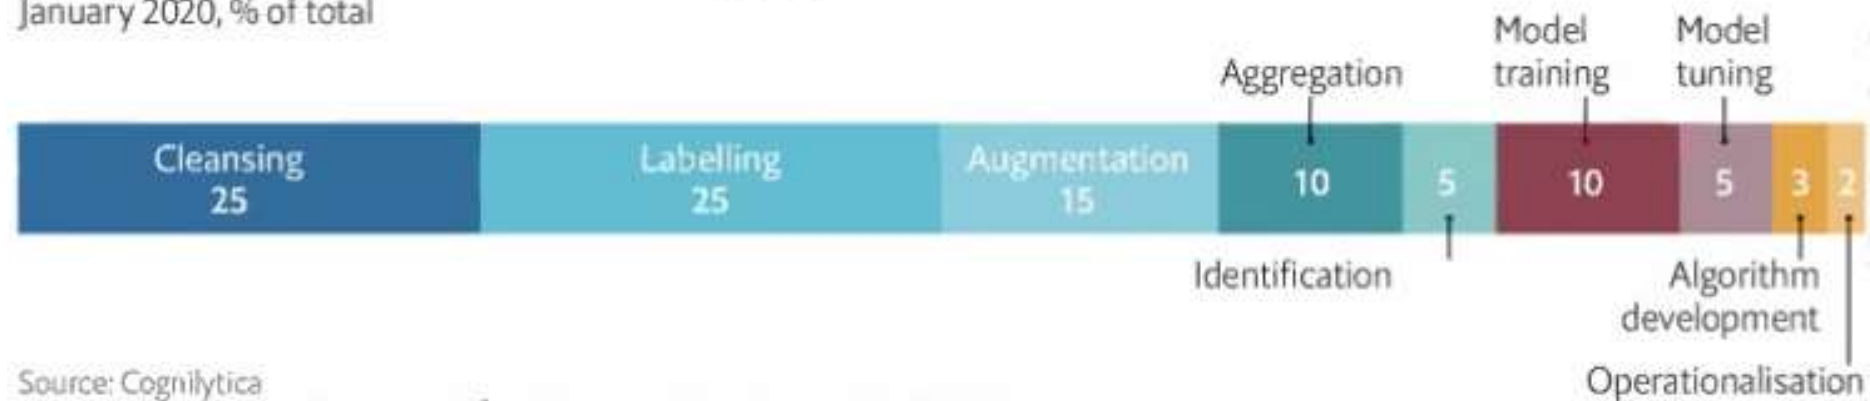 January 2020, % of total
Cleansing
25
Labelling
25
Augmentation
15
Aggregation
10
Identification
5
Model
training
10
Model
tuning
5
Algorithm
development
3
Operationalisation
2
Source: Cognilytica